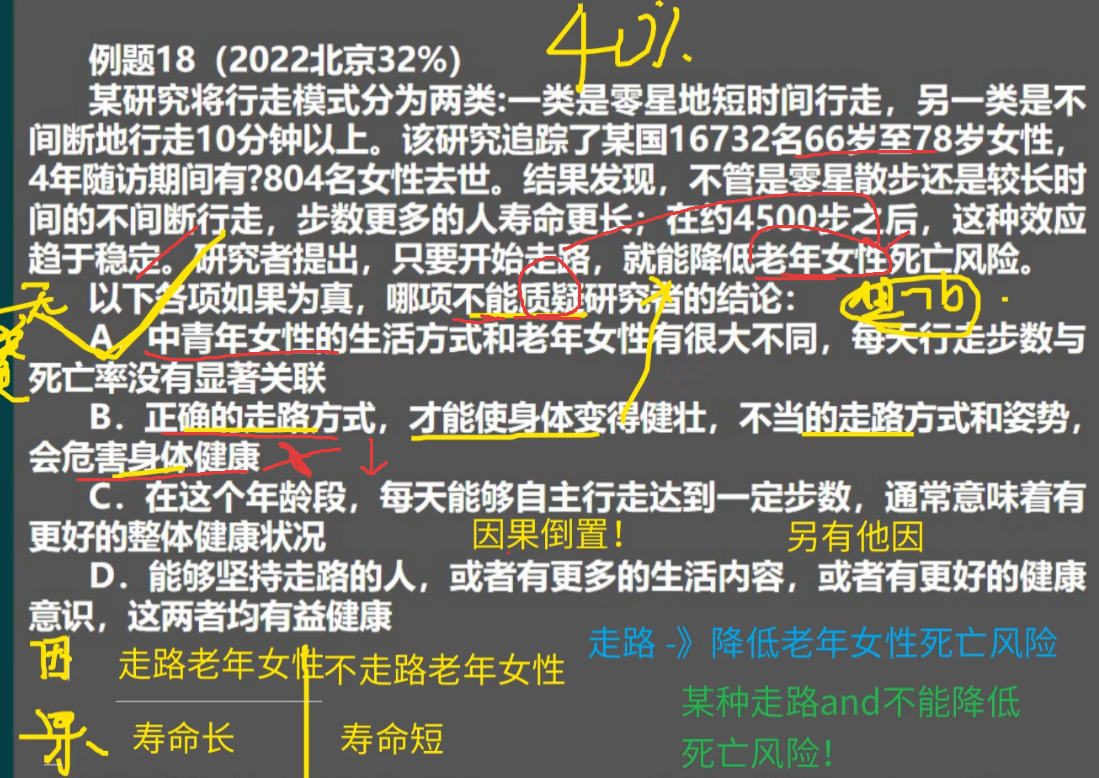 40%.
例题18（2022北京32%）
某研究将行走模式分为两类:一类是零星地短时间行走，另一类是不
间断地行走10分钟以上。该研究追踪了某国16732名66岁至78岁女性，
4年随访期间有?804名女性去世。结果发现，不管是零星散步还是较长时
间的不间断行走，步数更多的人寿命更长；在约4500步之后，这种效应
趋于稳定。研究者提出，只要开始走路，就能降低老年女性死亡风险。
以下各项如果为真，哪项不能质疑研究者的结论：
A．中青年女性的生活方式和老年女性有很大不同，每天行走步数与
死亡率没有显著关联
B．正确的走路方式，才能使身体变得健壮，不当的走路方式和姿势，
会危害身体健康
C．在这个年龄段，每天能够自主行走达到一定步数，通常意味着有
更好的整体健康状况
因果倒置！ 另有他因
D．能够坚持走路的人，或者有更多的生活内容，或者有更好的健康
意识，这两者均有益健康
因 走路老年女性 不走路老年女性
果 寿命长 寿命短
走路 -》降低老年女性死亡风险
某种走路and不能降低
死亡风险！